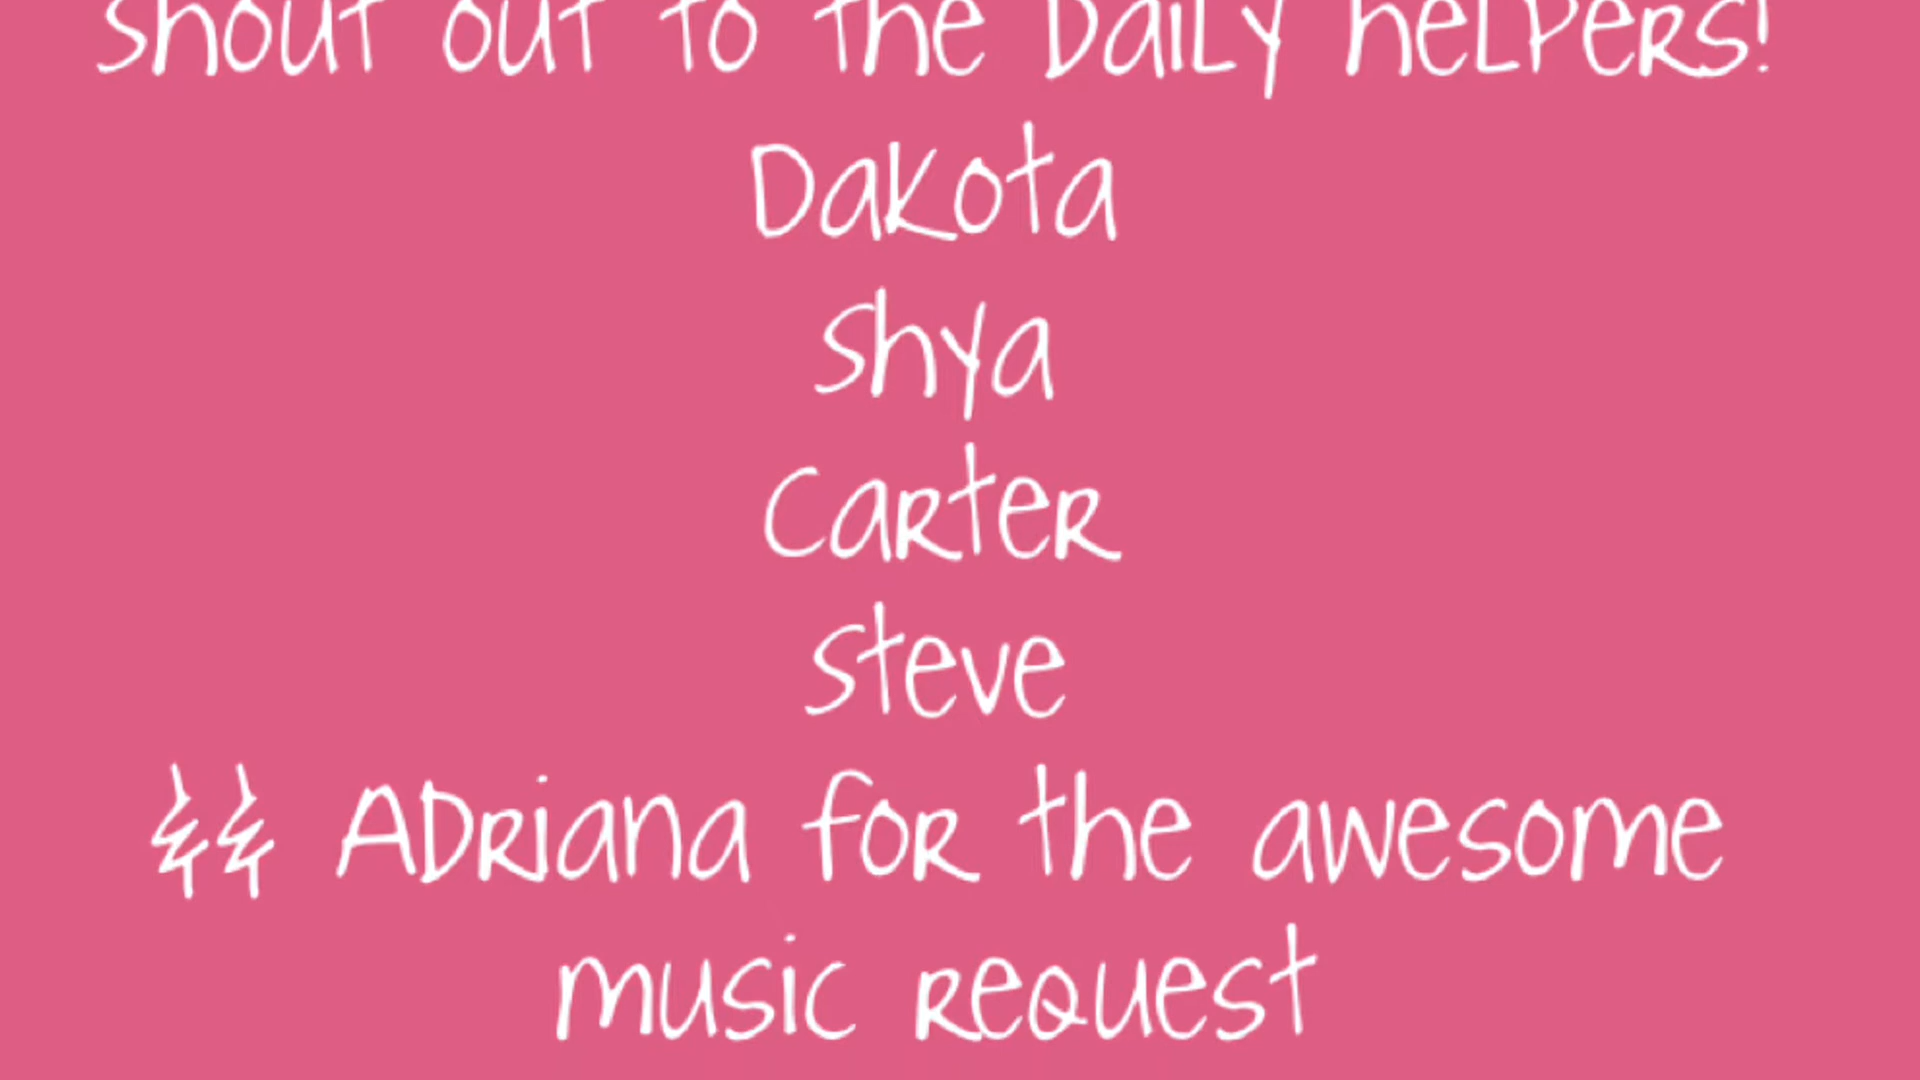 Shout out to the Daily Helpers!
Dakota
Shya
Carter
Steve
&& Adriana for the awesome
music request